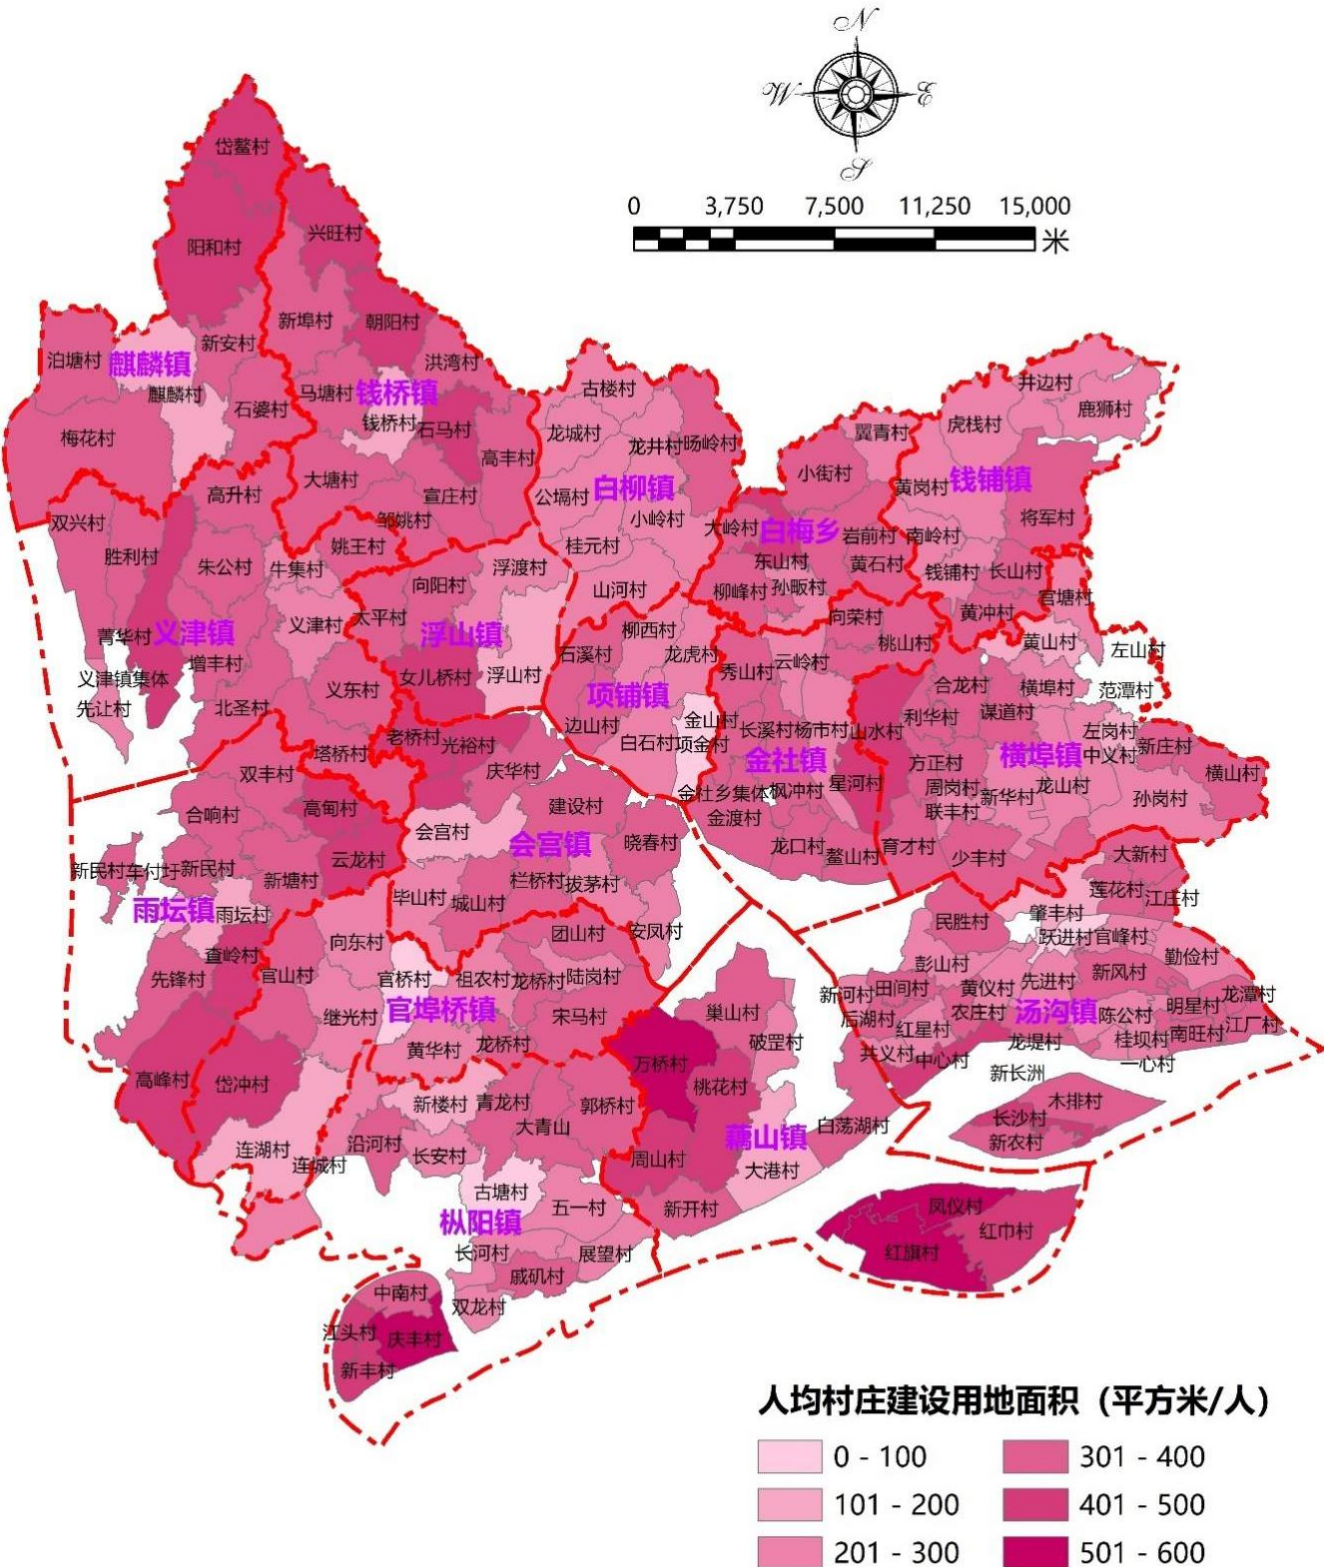 N
W
E
S
0 3,750 7,500 11,250 15,000
米
岱鳌村
阳和村
兴旺村
新埠村
朝阳村
新安村
泊塘村
麒麟镇
洪湾村
麒麟村
马塘村
钱桥镇
石婆村
钱桥村
石马村
梅花村
高丰村
大塘村
宣庄村
高升村
邹姚村
古楼村
龙城村
龙井村
旸岭村
公塥村
白柳镇
小岭村
桂元村
山河村
井边村
鹿狮村
虎栈村
翼青村
小街村
黄岗村
钱铺镇
将军村
大岭村
白梅乡
岩前村
南岭村
东山村
黄石村
钱铺村
长山村
柳峰村
孙畈村
官塘村
黄冲村
双兴村
胜利村
朱公村
牛集村
姚王村
向阳村
浮渡村
菁华村
义津镇
义津村
太平村
浮山镇
增丰村
义津镇集体
先让村
义东村
女儿桥村
浮山村
北圣村
塔桥村
柳西村
石溪村
龙虎村
项铺镇
边山村
白石村
金山村
项金村
向荣村
桃山村
秀山村
云岭村
长溪村
杨市村
山水村
金社镇
金社乡集体
枫冲村
星河村
金渡村
龙口村
鳌山村
黄山村
左山村
范潭村
合龙村
横埠村
利华村
谋道村
左岗村
中义村
新庄村
方正村
横埠镇
横山村
周岗村
新华村
龙山村
联丰村
孙岗村
育才村
少丰村
大新村
双丰村
老桥村
光裕村
庆华村
合响村
高甸村
建设村
会宫村
会宫镇
云龙村
晓春村
新民村
车付圩
新民村
新塘村
栏桥村
拔茅村
雨坛镇
雨坛村
毕山村
城山村
查岭村
安凤村
先锋村
官山村
向东村
团山村
官桥村
祖农村
龙桥村
陆岗村
继光村
官埠桥镇
宋马村
黄华村
龙桥村
高峰村
岱冲村
连湖村
连城村
莲花村
江庄村
民胜村
肇丰村
跃进村
官峰村
勤俭村
彭山村
先进村
新风村
新河村
田间村
黄仪村
明星村
龙潭村
后湖村
农庄村
汤沟镇
陈公村
红星村
南旺村
江厂村
共义村
中心村
龙堤村
桂坝村
一心村
新长洲
木排村
长沙村
新农村
巢山村
万桥村
破罡村
桃花村
藕山镇
白荡湖村
周山村
大港村
新开村
新楼村
青龙村
郭桥村
大青山
沿河村
长安村
古塘村
五一村
枞阳镇
长河村
展望村
戚矶村
双龙村
中南村
江头村
庆丰村
新丰村
凤仪村
红旗村
红巾村
人均村庄建设用地面积（平方米/人）
0 - 100
301 - 400
101 - 200
401 - 500
201 - 300
501 - 600